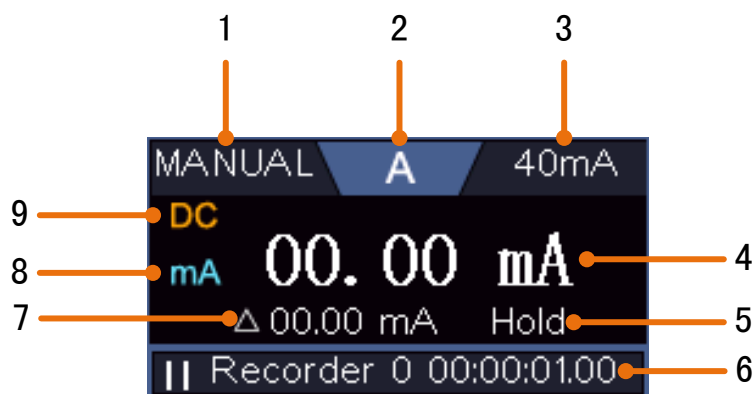 1 2 3
MANUAL A 40mA
9 DC
8 mA 00.00 mA 4
7 △ 00.00 mA Hold 5
|| Recorder 0 00:00:01.00 6